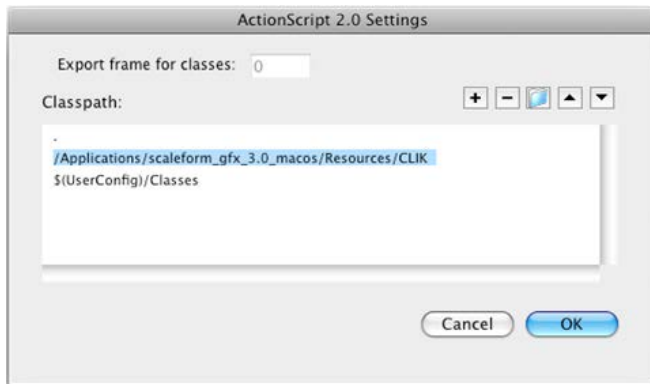 ActionScript 2.0 Settings
Export frame for classes: 0
Classpath:
.
/Applications/scaleform_gfx_3.0_macos/Resources/CLIK
$(UserConfig)/Classes
Cancel
OK